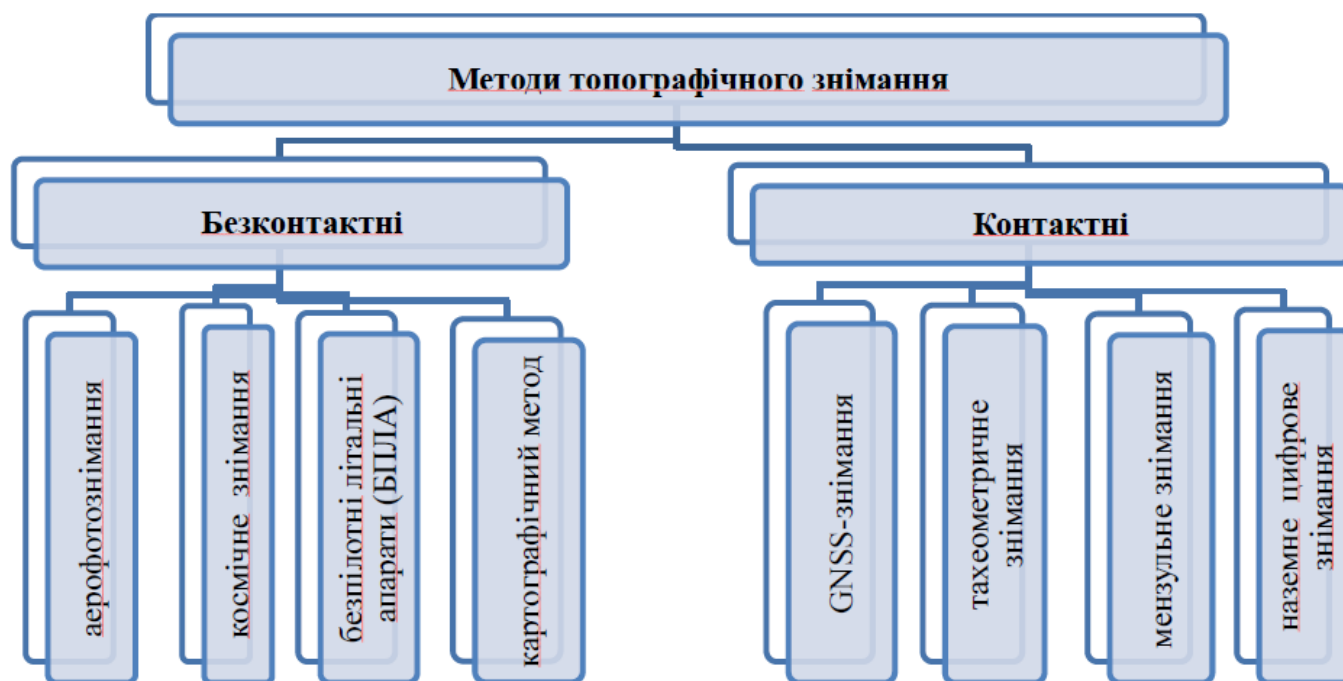 Методи топографічного знімання
Безконтактні
Контактні
аерофотознімання
космічне знімання
безпілотні літальні
апарати (БПЛА)
картографічний метод
GNSS-знімання
тахеометричне
знімання
мензульне знімання
наземне цифрове
знімання